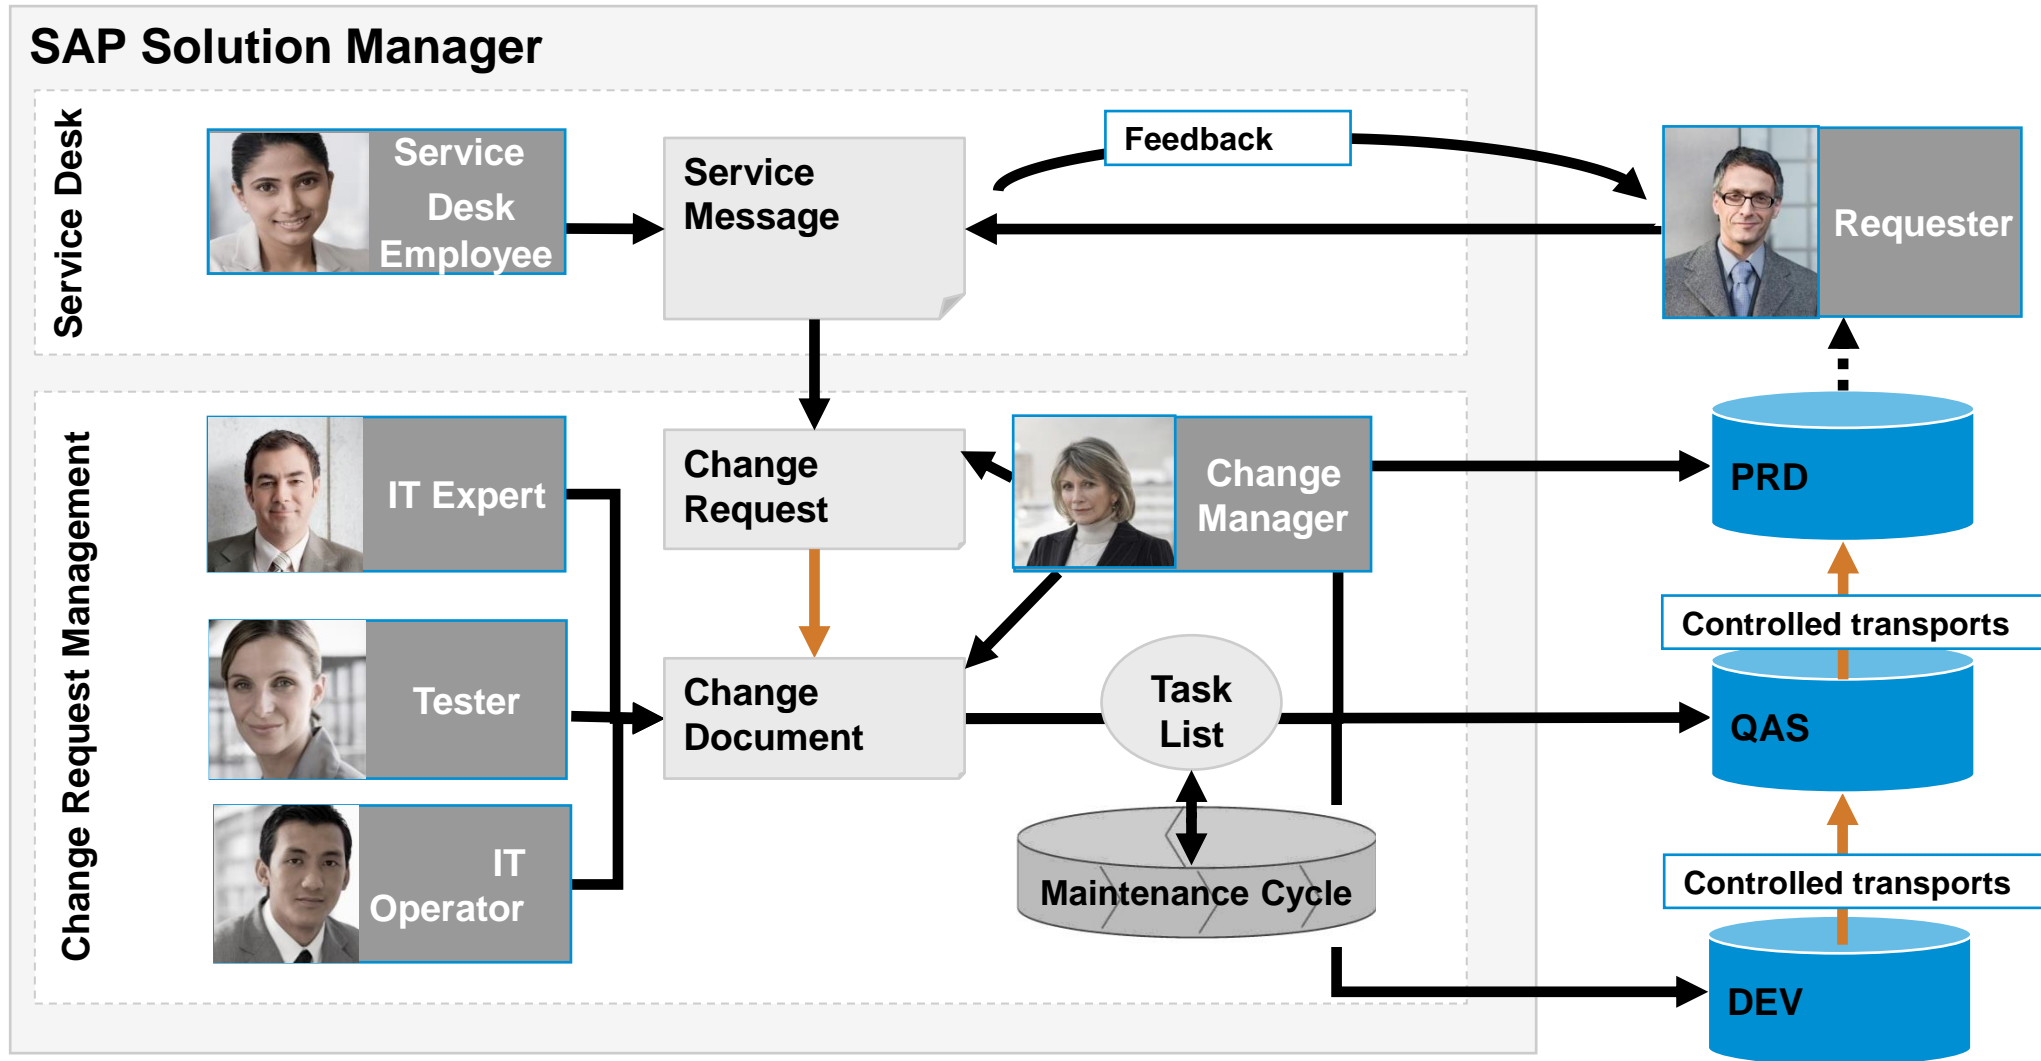 SAP Solution Manager
Service Desk
Service
Desk
Employee
Service
Message
Feedback
Requester
Change Request Management
IT Expert
Change
Request
Change
Manager
PRD
Controlled transports
Tester
Change
Document
Task
List
QAS
IT
Operator
Maintenance Cycle
Controlled transports
DEV